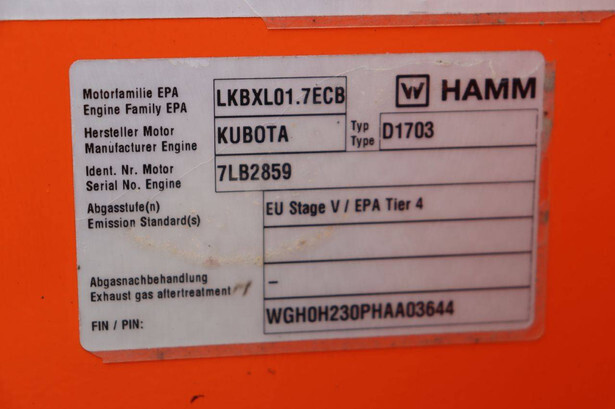 Motorfamilie EPA
Engine Family EPA
LKBXL01.7ECB
HAMM
Hersteller Motor
Manufacturer Engine
KUBOTA
Typ
Type
D1703
Ident. Nr. Motor
Serial No. Engine
7LB2859
Abgasstufe(n)
Emission Standard(s)
EU Stage V / EPA Tier 4
Abgasnachbehandlung
Exhaust gas aftertreatment
–
FIN / PIN:
WGH0H230PHAA03644